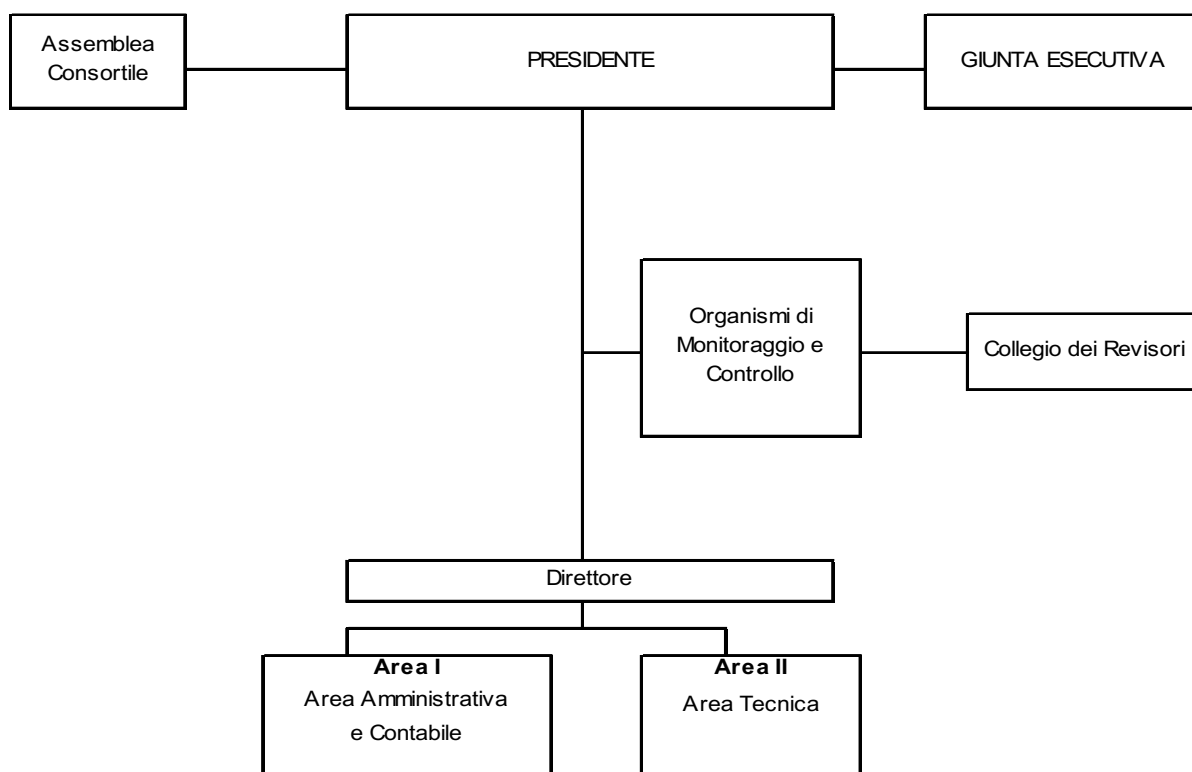 Assemblea
Consortile
PRESIDENTE
GIUNTA ESECUTIVA
Organismi di
Monitoraggio e
Controllo
Collegio dei Revisori
Direttore
Area I
Area Amministrativa
e Contabile
Area II
Area Tecnica